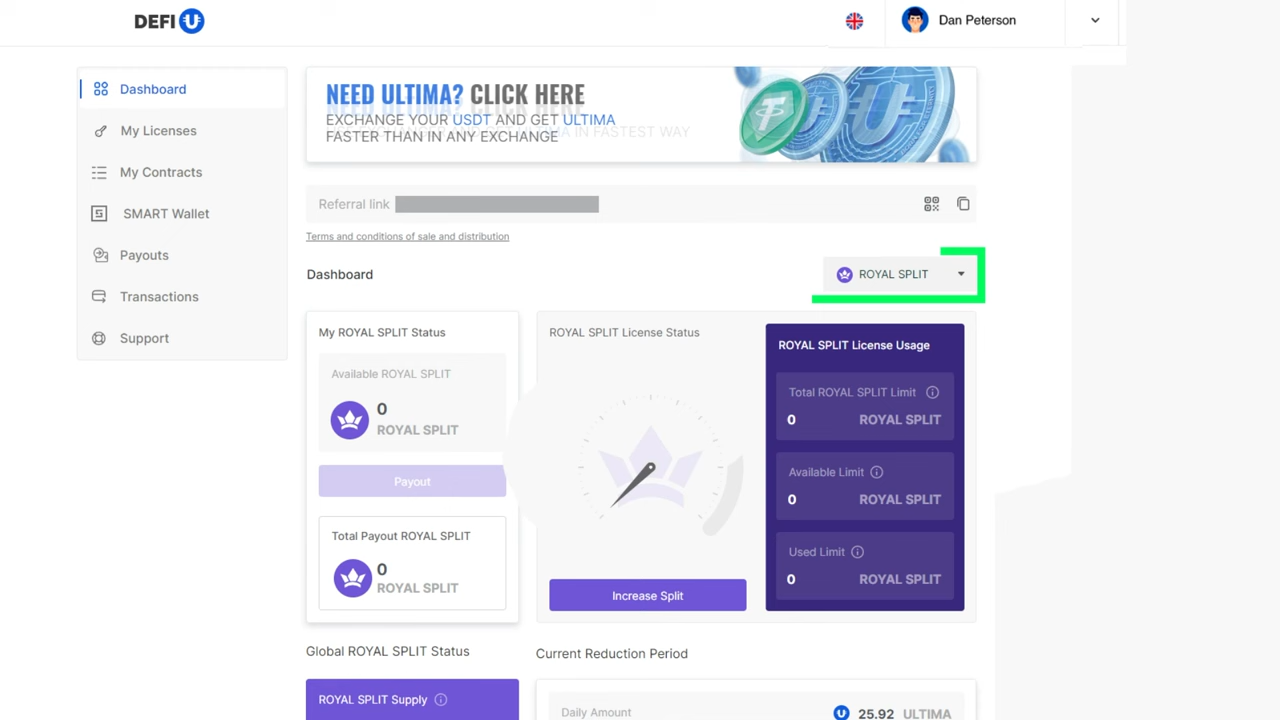 DEFI U
Dan Peterson
Dashboard
My Licenses
My Contracts
SMART Wallet
Payouts
Transactions
Support
NEED ULTIMA? CLICK HERE
EXCHANGE YOUR USDT AND GET ULTIMA
FASTER THAN IN ANY EXCHANGE
IN FASTEST WAY
Referral link
Terms and conditions of sale and distribution
Dashboard
ROYAL SPLIT
My ROYAL SPLIT Status
Available ROYAL SPLIT
0
ROYAL SPLIT
Payout
Total Payout ROYAL SPLIT
0
ROYAL SPLIT
ROYAL SPLIT License Status
Increase Split
ROYAL SPLIT License Usage
Total ROYAL SPLIT Limit
0 ROYAL SPLIT
Available Limit
0 ROYAL SPLIT
Used Limit
0 ROYAL SPLIT
Global ROYAL SPLIT Status
ROYAL SPLIT Supply
Current Reduction Period
Daily Amount
25.92 ULTIMA